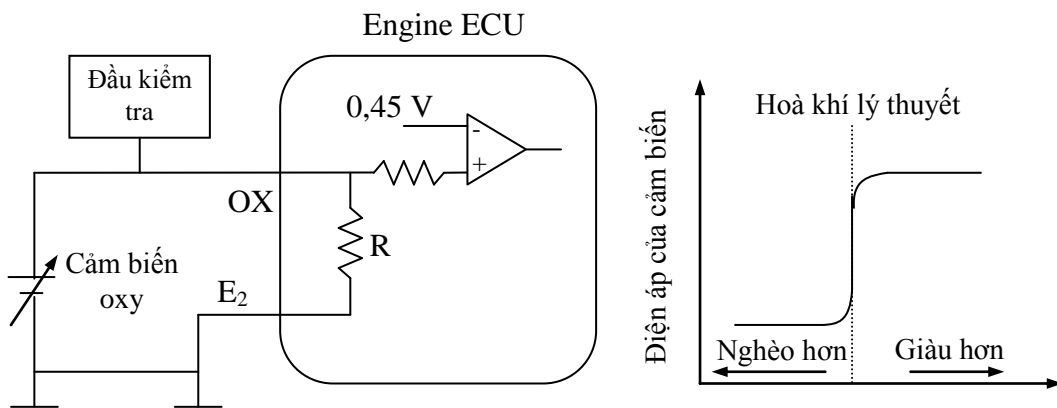 Engine ECU
Đầu kiểm
tra
0,45 V
-
+
OX
R
Cảm biến
oxy
E₂
Điện áp của cảm biến
Hoà khí lý thuyết
Nghèo hơn
Giàu hơn